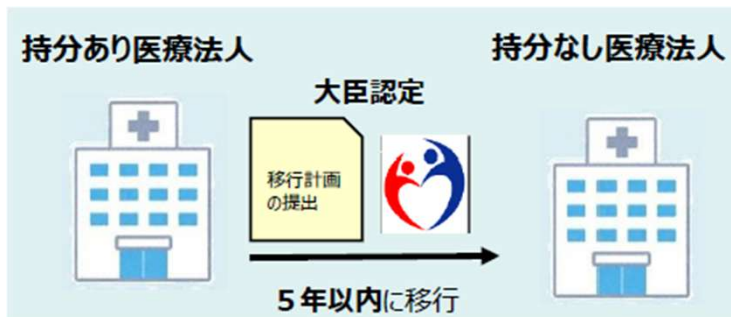 持分あり医療法人
持分なし医療法人
大臣認定
移行計画
の提出
５年以内に移行